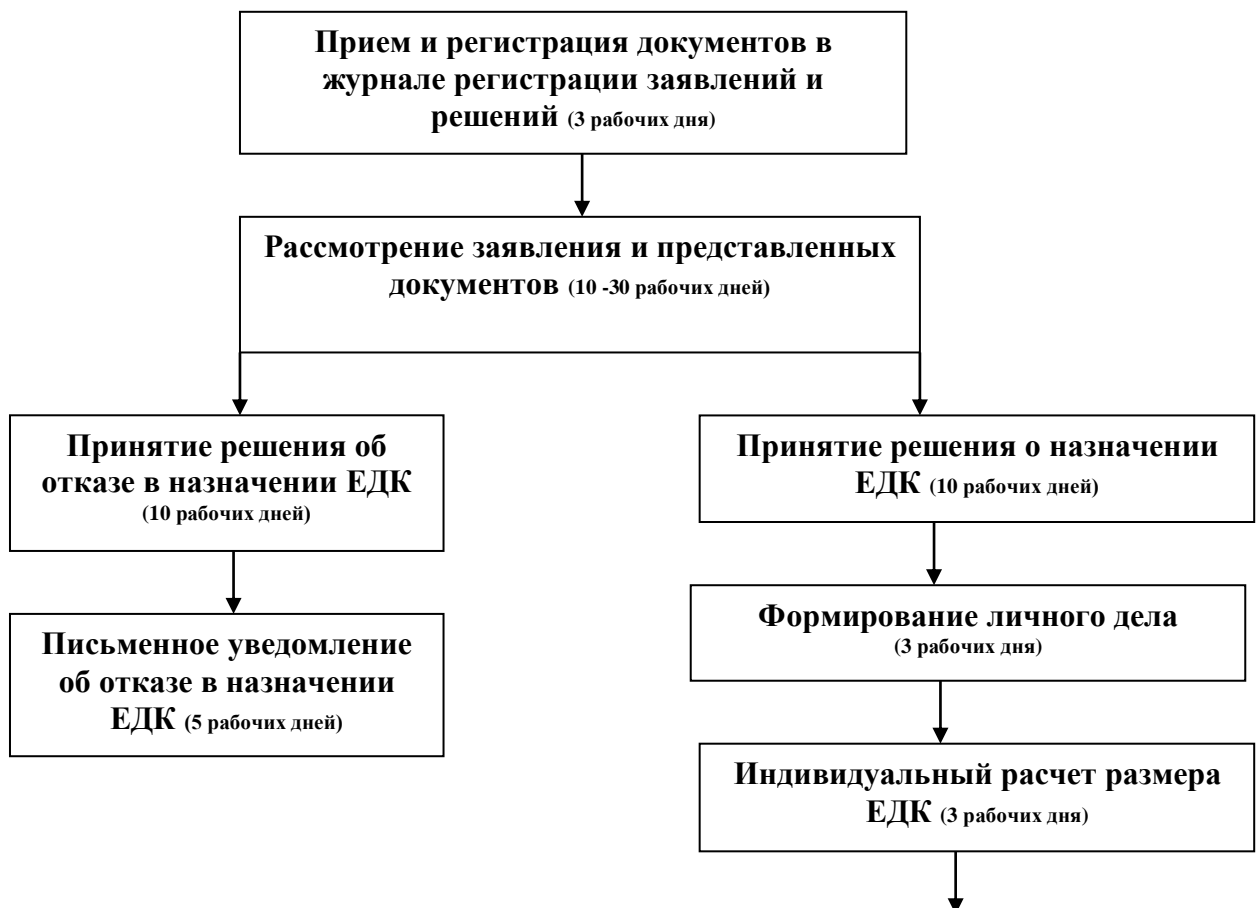 Прием и регистрация документов в
журнале регистрации заявлений и
решений (3 рабочих дня)
Рассмотрение заявления и представленных
документов (10 -30 рабочих дней)
Принятие решения об
отказе в назначении ЕДК
(10 рабочих дней)
Письменное уведомление
об отказе в назначении
ЕДК (5 рабочих дней)
Принятие решения о назначении
ЕДК (10 рабочих дней)
Формирование личного дела
(3 рабочих дня)
Индивидуальный расчет размера
ЕДК (3 рабочих дня)